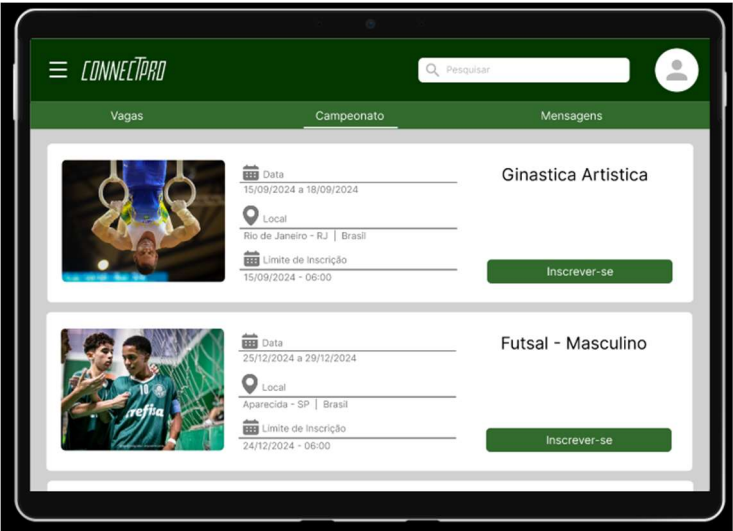 CONNECTPRO
Pesquisar
Vagas
Campeonato
Mensagens
Data
15/09/2024 a 18/09/2024
Local
Rio de Janeiro - RJ | Brasil
Limite de Inscrição
15/09/2024 - 06:00
Ginastica Artistica
Inscrever-se
10
refisa
Data
25/12/2024 a 29/12/2024
Local
Aparecida - SP | Brasil
Limite de Inscrição
24/12/2024 - 06:00
Futsal - Masculino
Inscrever-se